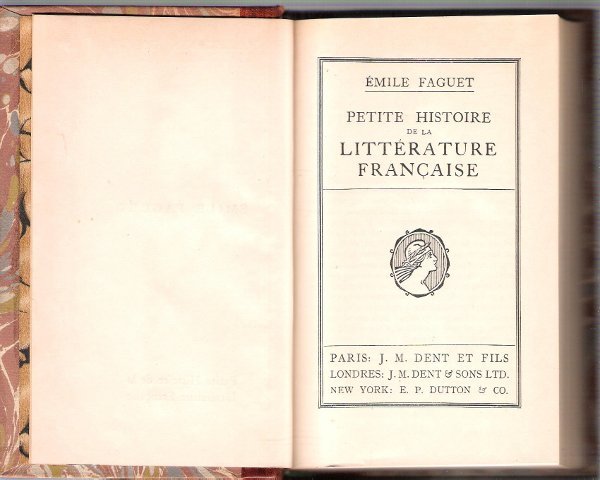 ÉMILE FAGUET
PETITE HISTOIRE
DE LA
LITTÉRATURE
FRANÇAISE
PARIS: J. M. DENT ET FILS
LONDRES: J. M. DENT & SONS LTD.
NEW YORK: E. P. DUTTON & CO.